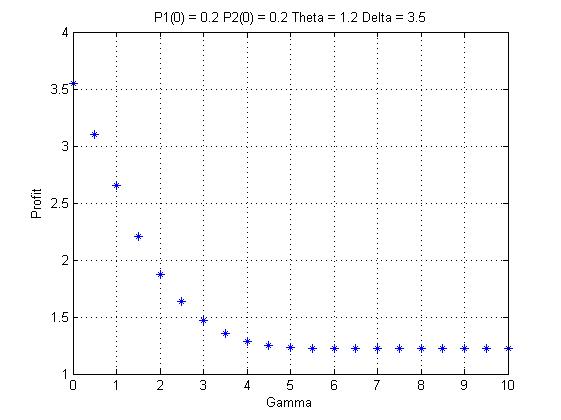 P1(0) = 0.2 P2(0) = 0.2 Theta = 1.2 Delta = 3.5
4
3.5
3
2.5
2
1.5
1
Profit
0 1 2 3 4 5 6 7 8 9 10
Gamma